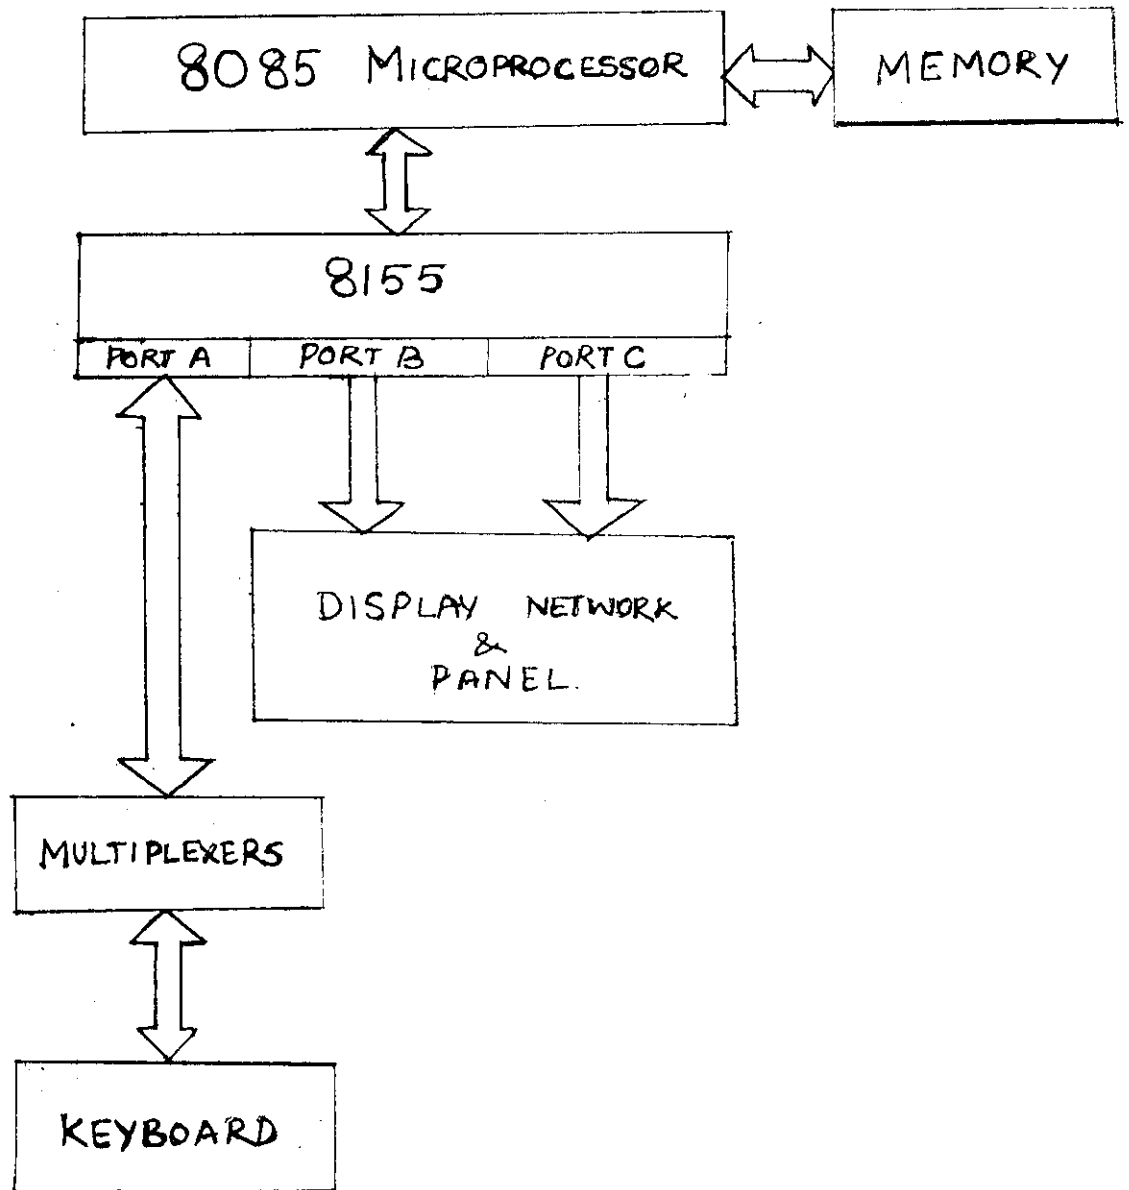 8085 MICROPROCESSOR
MEMORY
8155
PORT A
PORT B
PORT C
DISPLAY NETWORK
&
PANEL.
MULTIPLEXERS
KEYBOARD